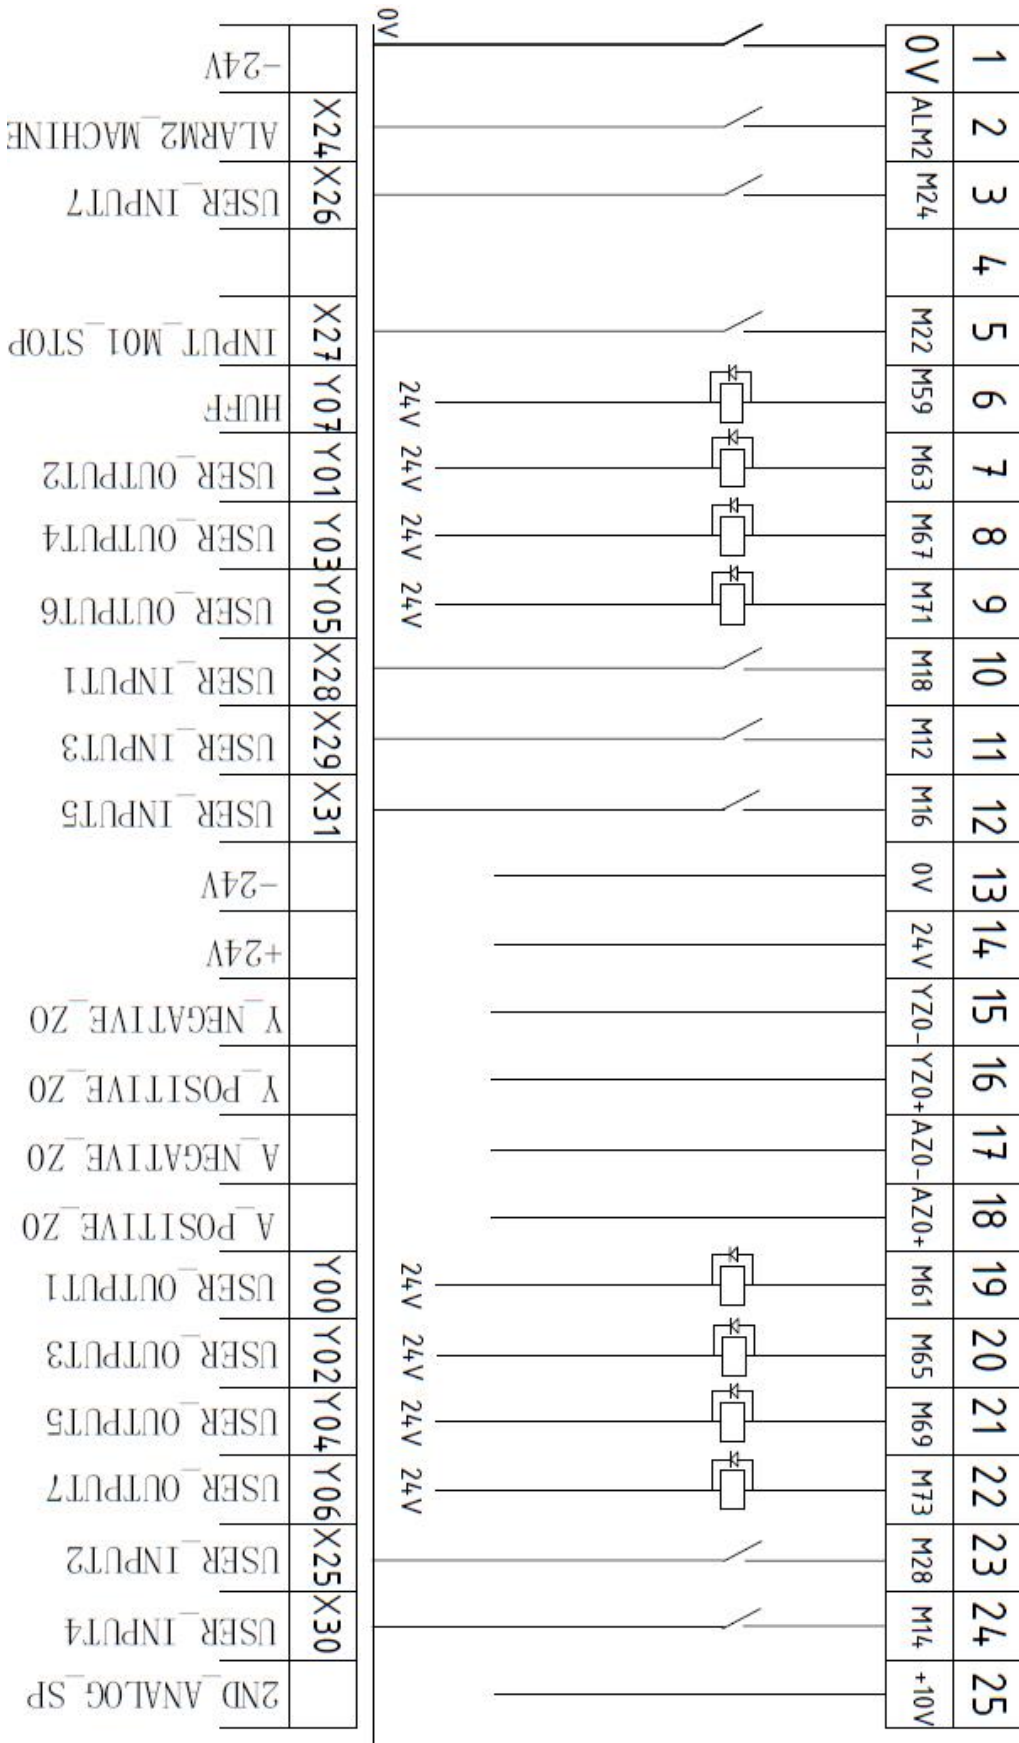 0V
-24V 0V 1
ALARM2_MACHINE X24 ALM2 2
USER_INPUT7 X26 M24 3
4
INPUT_M01_STOP X27 M22 5
HUFF Y07 24V M59 6
USER_OUTPUT2 Y01 24V M63 7
USER_OUTPUT4 Y03 24V M67 8
USER_OUTPUT6 Y05 24V M71 9
USER_INPUT1 X28 M18 10
USER_INPUT3 X29 M12 11
USER_INPUT5 X31 M16 12
-24V 0V 13
+24V 24V 14
Y_NEGATIVE_Z0 YZ0- 15
Y_POSITIVE_Z0 YZ0+ 16
A_NEGATIVE_Z0 AZ0- 17
A_POSITIVE_Z0 AZ0+ 18
USER_OUTPUT1 Y00 24V M61 19
USER_OUTPUT3 Y02 24V M65 20
USER_OUTPUT5 Y04 24V M69 21
USER_OUTPUT7 Y06 24V M73 22
USER_INPUT2 X25 M28 23
USER_INPUT4 X30 M14 24
2ND_ANALOG_SP +10V 25